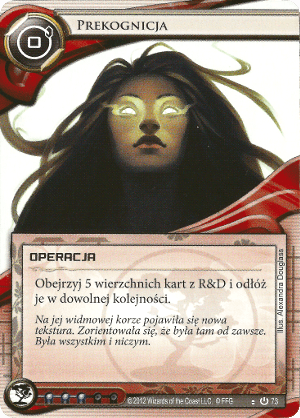 Prekognicja
0
OPERACJA
Obejrzyj 5 wierzchnich kart z R&D i odłóż
je w dowolnej kolejności.
Na jej widmowej korze pojawiła się nowa
tekstura. Zorientowała się, że była tam od zawsze.
Była wszystkim i niczym.
Illus. Alexandra Douglass
©2012 Wizards of the Coast LLC. © FFG
73